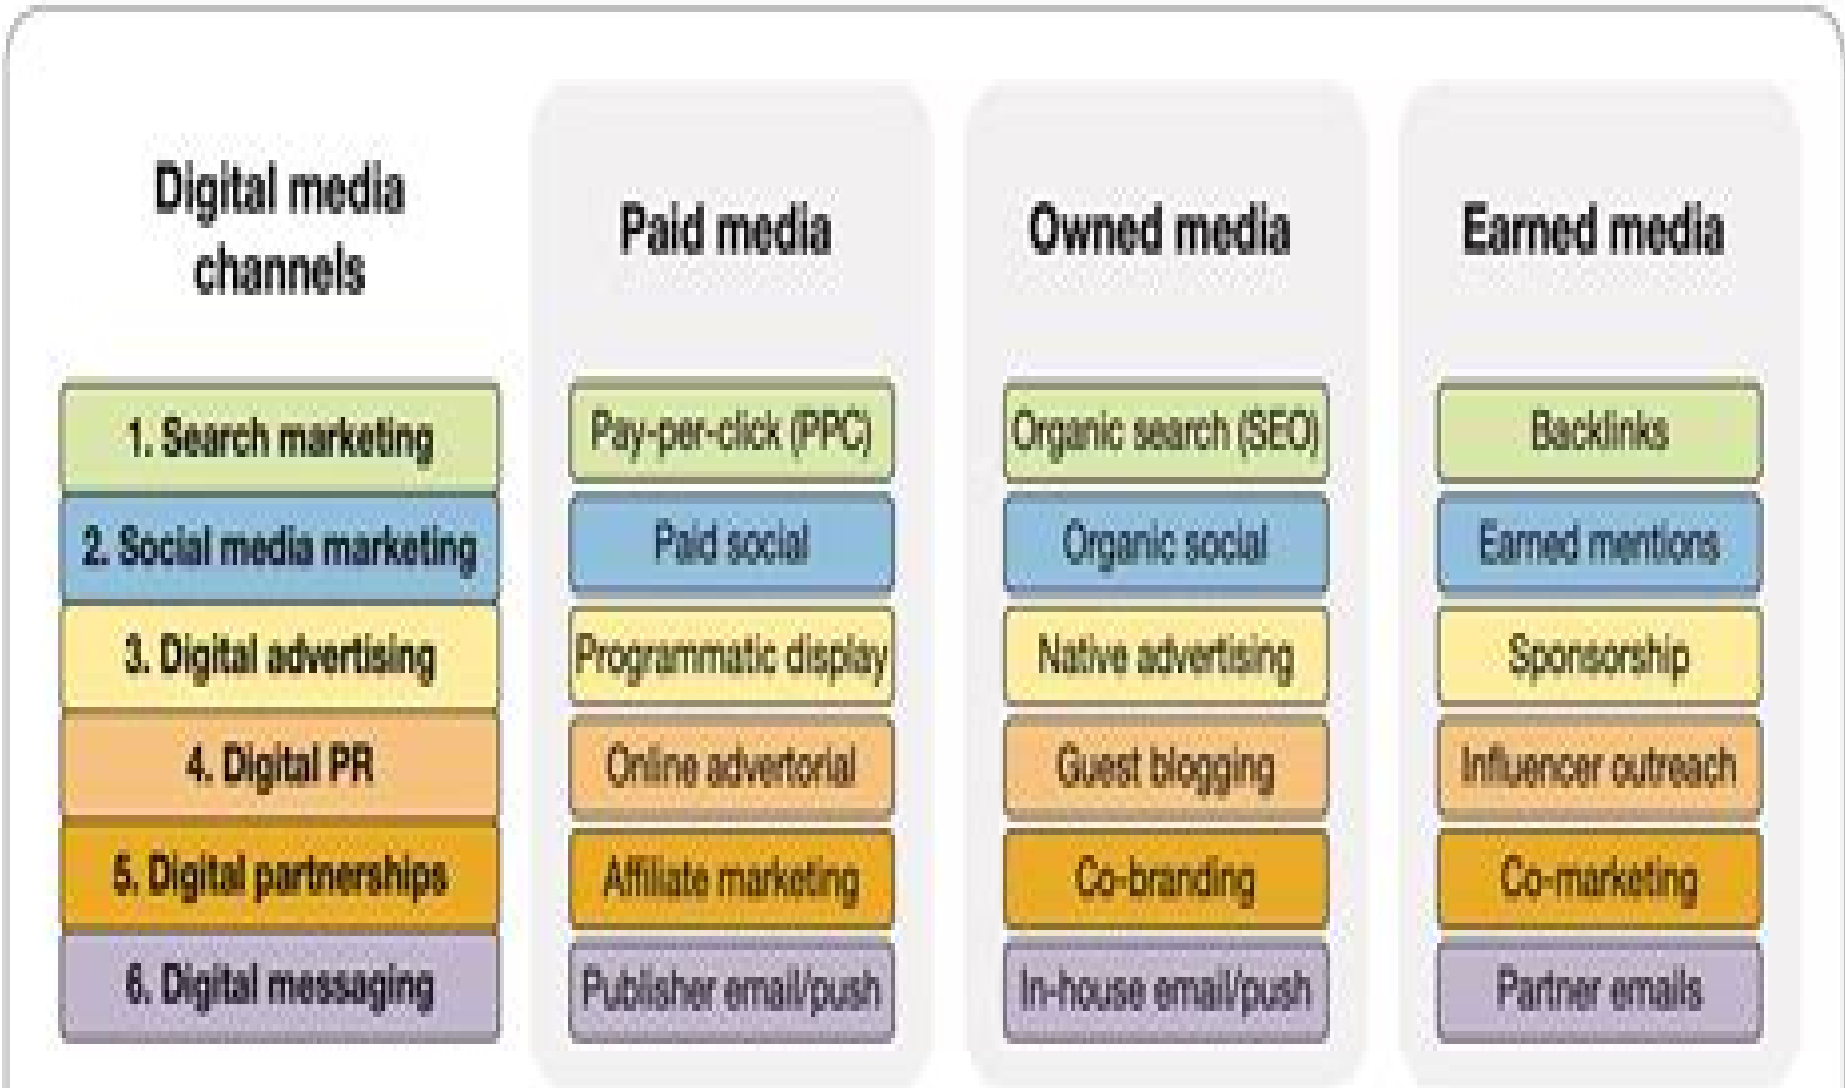 Digital media
channels
Paid media
Owned media
Earned media
1. Search marketing
Pay-per-click (PPC)
Organic search (SEO)
Backlinks
2. Social media marketing
Paid social
Organic social
Earned mentions
3. Digital advertising
Programmatic display
Native advertising
Sponsorship
4. Digital PR
Online advertorial
Guest blogging
Influencer outreach
5. Digital partnerships
Affiliate marketing
Co-branding
Co-marketing
6. Digital messaging
Publisher email/push
In-house email/push
Partner emails